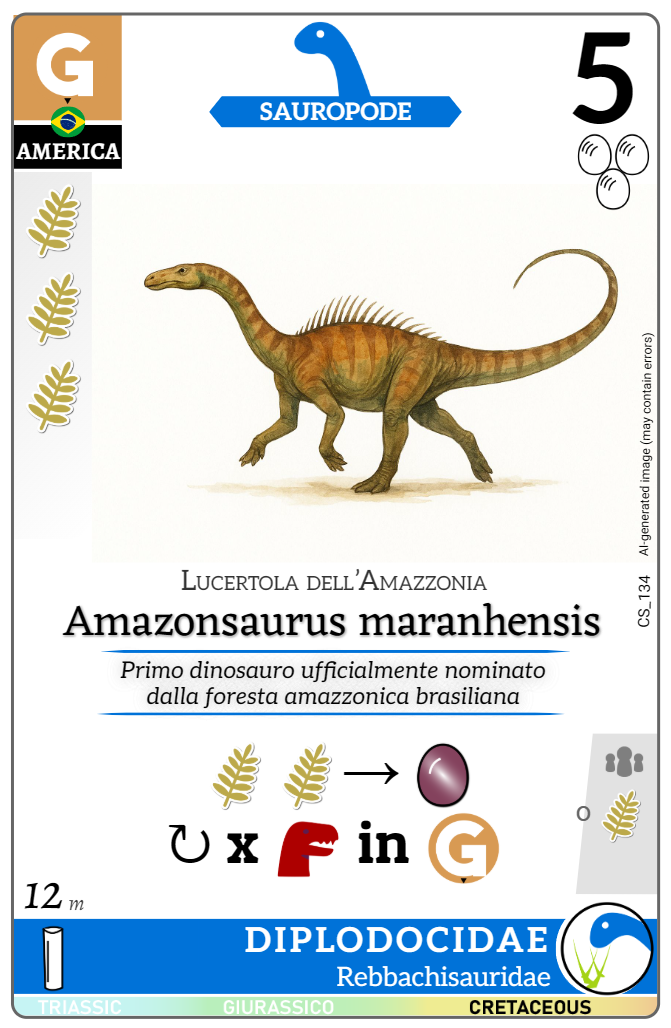 G
AMERICA
SAUROPODE
5
AI-generated image (may contain errors)
CS_134
Lucertola dell'Amazzonia
Amazonsaurus maranhensis
Primo dinosauro ufficialmente nominato
dalla foresta amazzonica brasiliana
→
↻ x in G
o
12 m
DIPLODOCIDAE
Rebbachisauridae
TRIASSIC GIURASSICO CRETACEOUS